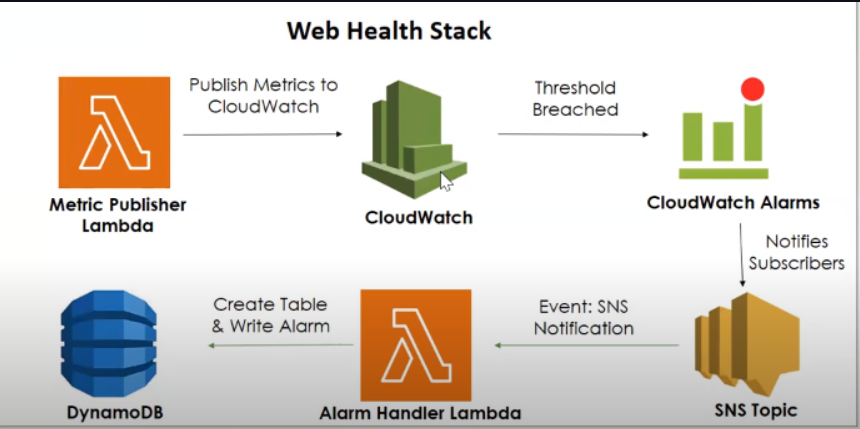 Web Health Stack
Publish Metrics to
CloudWatch
Threshold
Breached
Metric Publisher
Lambda
CloudWatch
CloudWatch Alarms
Notifies
Subscribers
Create Table
& Write Alarm
Event: SNS
Notification
DynamoDB
Alarm Handler Lambda
SNS Topic